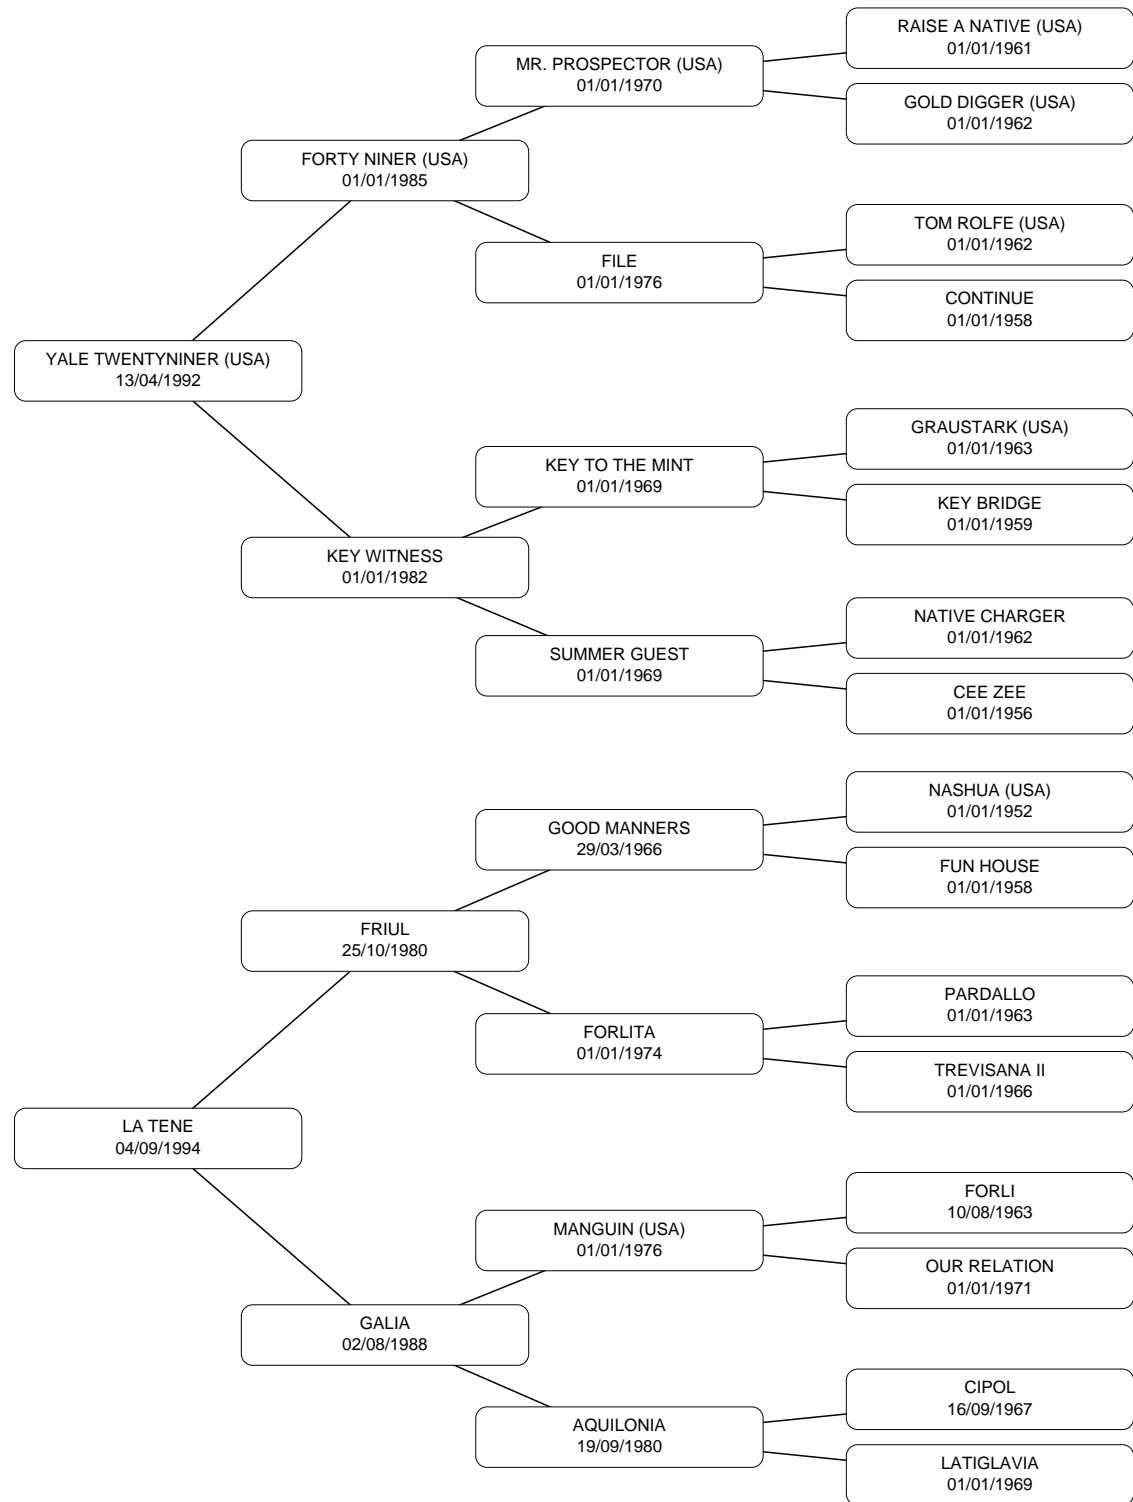 RAISE A NATIVE (USA)
01/01/1961
MR. PROSPECTOR (USA)
01/01/1970
GOLD DIGGER (USA)
01/01/1962
FORTY NINER (USA)
01/01/1985
TOM ROLFE (USA)
01/01/1962
FILE
01/01/1976
CONTINUE
01/01/1958
YALE TWENTYNINER (USA)
13/04/1992
GRAUSTARK (USA)
01/01/1963
KEY TO THE MINT
01/01/1969
KEY BRIDGE
01/01/1959
KEY WITNESS
01/01/1982
NATIVE CHARGER
01/01/1962
SUMMER GUEST
01/01/1969
CEE ZEE
01/01/1956
NASHUA (USA)
01/01/1952
GOOD MANNERS
29/03/1966
FUN HOUSE
01/01/1958
FRIUL
25/10/1980
PARDALLO
01/01/1963
FORLITA
01/01/1974
TREVISANA II
01/01/1966
LA TENE
04/09/1994
FORLI
10/08/1963
MANGUIN (USA)
01/01/1976
OUR RELATION
01/01/1971
GALIA
02/08/1988
CIPOL
16/09/1967
AQUILONIA
19/09/1980
LATIGLAVIA
01/01/1969